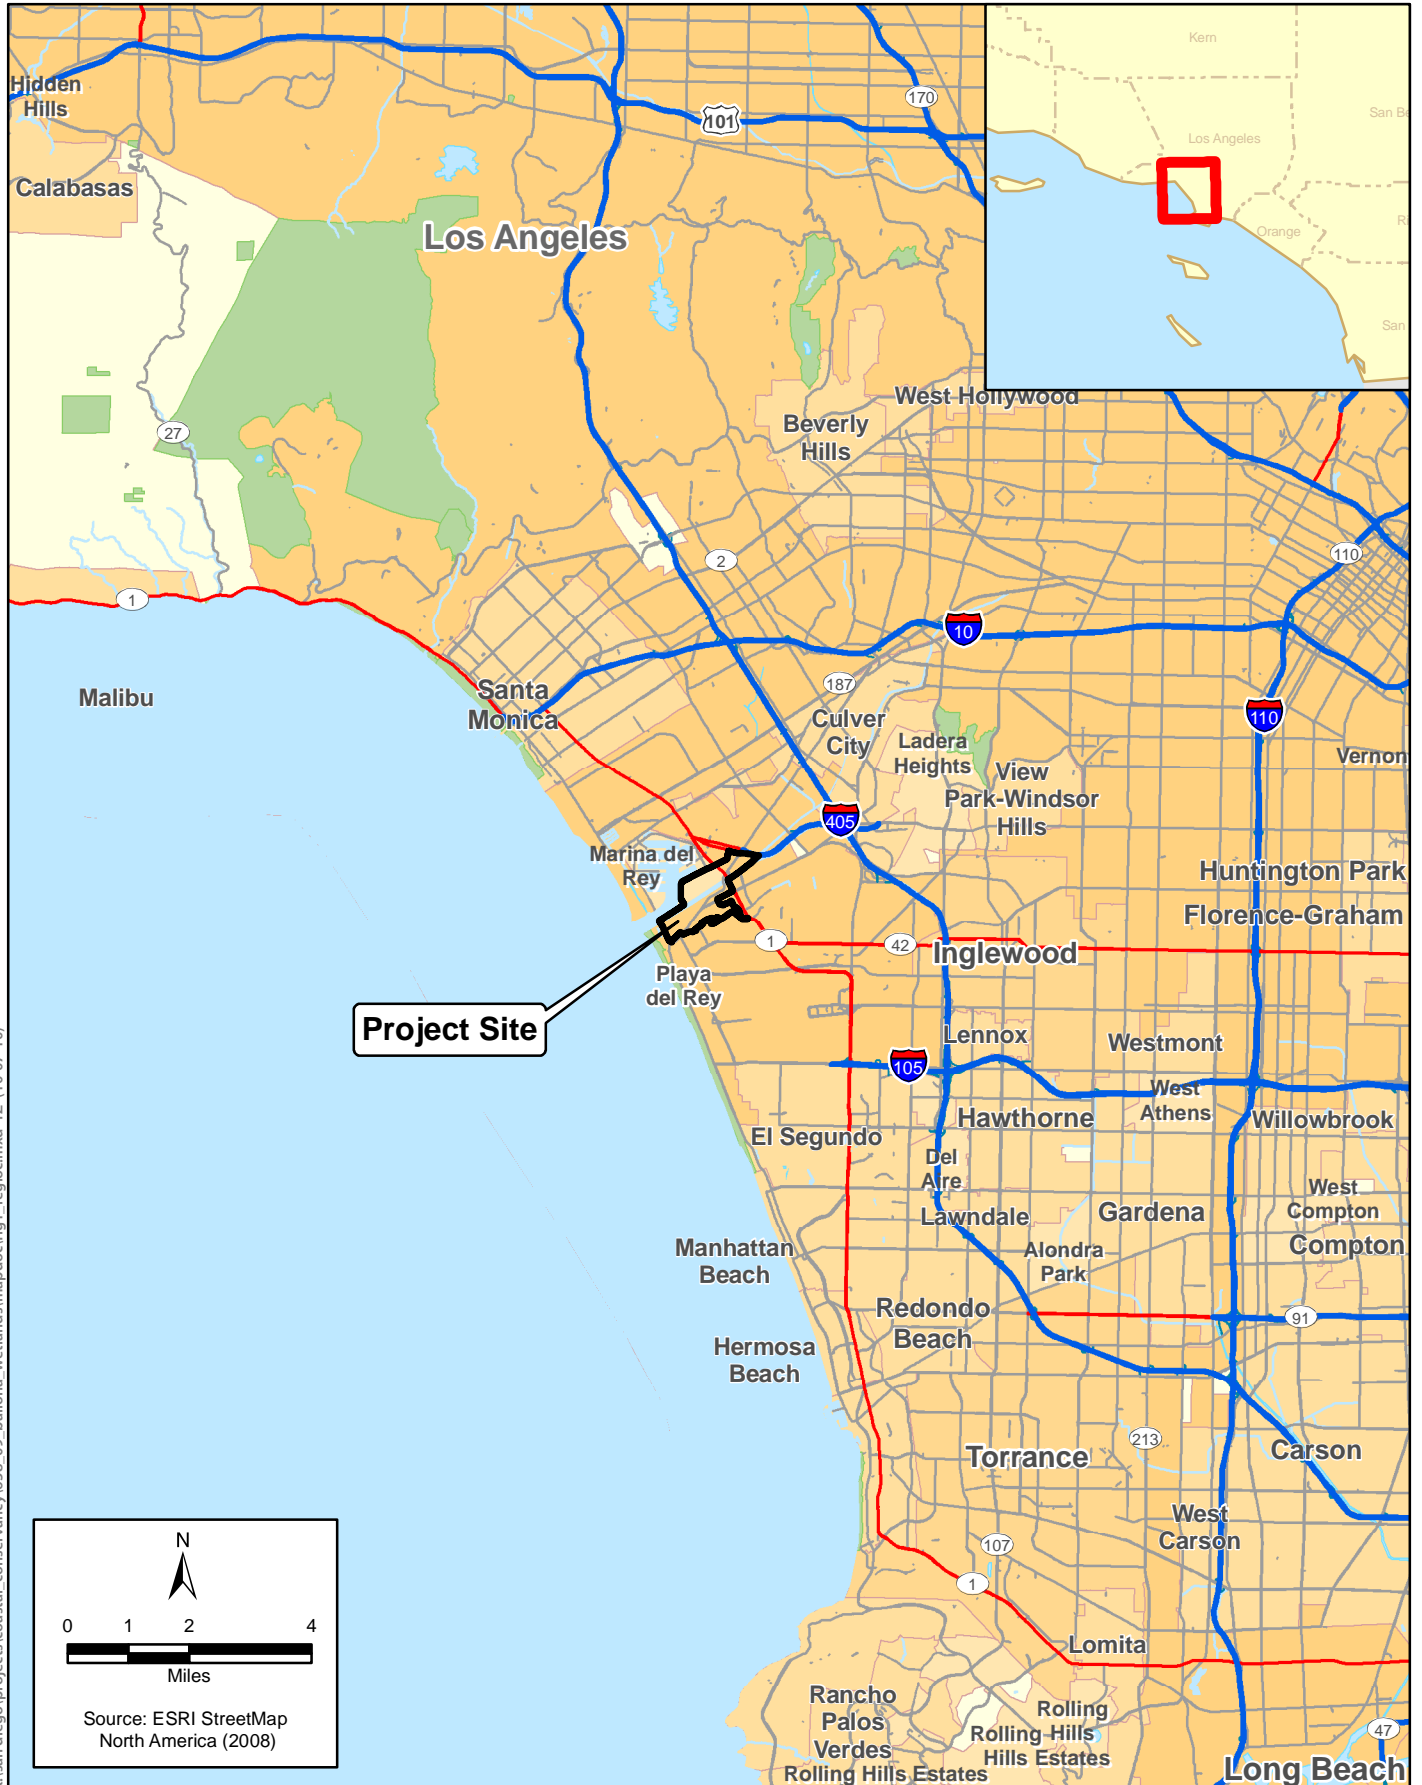 Hidden
Hills
101
170
Kern
San Be
Los Angeles
Orange
Ri
San
Calabasas
Los Angeles
27
West Hollywood
Beverly
Hills
2
110
1
10
Malibu
Santa
Monica
187
Culver
City
Ladera
Heights
110
View
Park-Windsor
Hills
Vernon
405
Marina del
Rey
Huntington Park
Florence-Graham
1
42
Inglewood
Playa
del Rey
Project Site
Lennox
Westmont
105
West
Athens
Hawthorne
Willowbrook
El Segundo
Del
Aire
West
Compton
Lawndale
Gardena
Compton
Manhattan
Beach
Alondra
Park
Redondo
Beach
91
Hermosa
Beach
213
Torrance
Carson
West
Carson
107
1
Lomita
N
0 1 2 4
Miles
Source: ESRI StreetMap
North America (2008)
Rancho
Palos
Verdes
Rolling
Rolling Hills
Hills Estates
Rolling Hills Estates
47
Long Beach